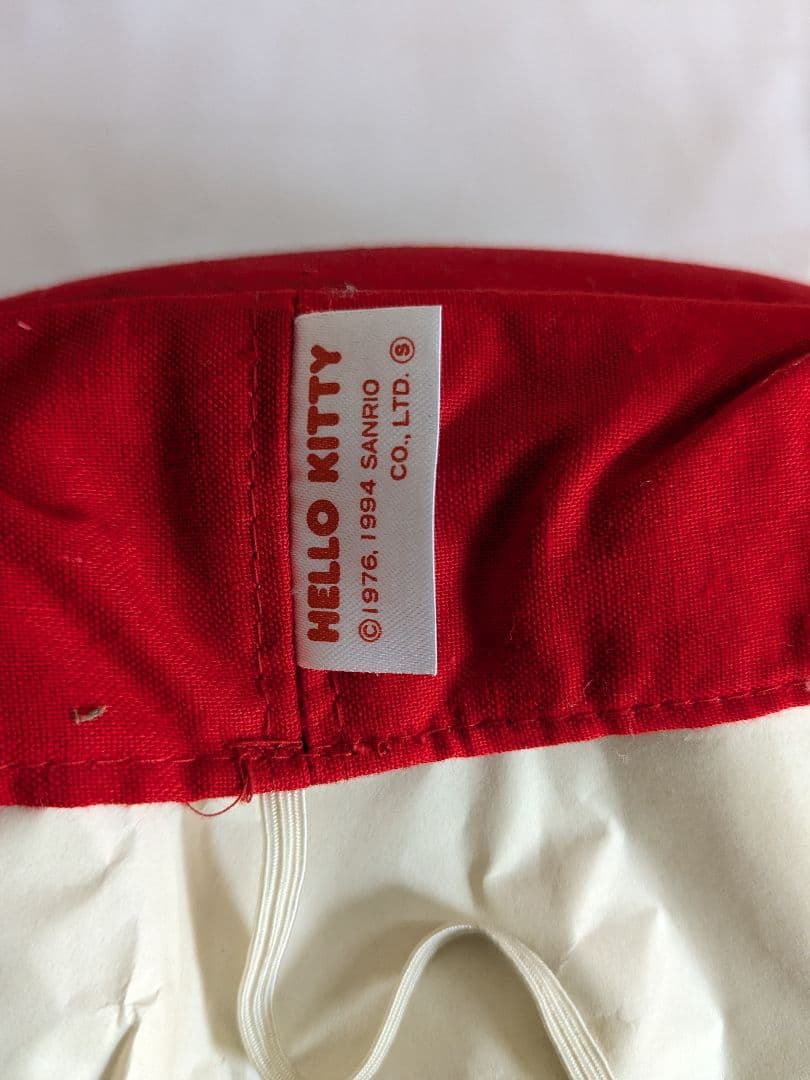 HELLO KITTY
©1976, 1994 SANRIO
CO., LTD. Ⓢ